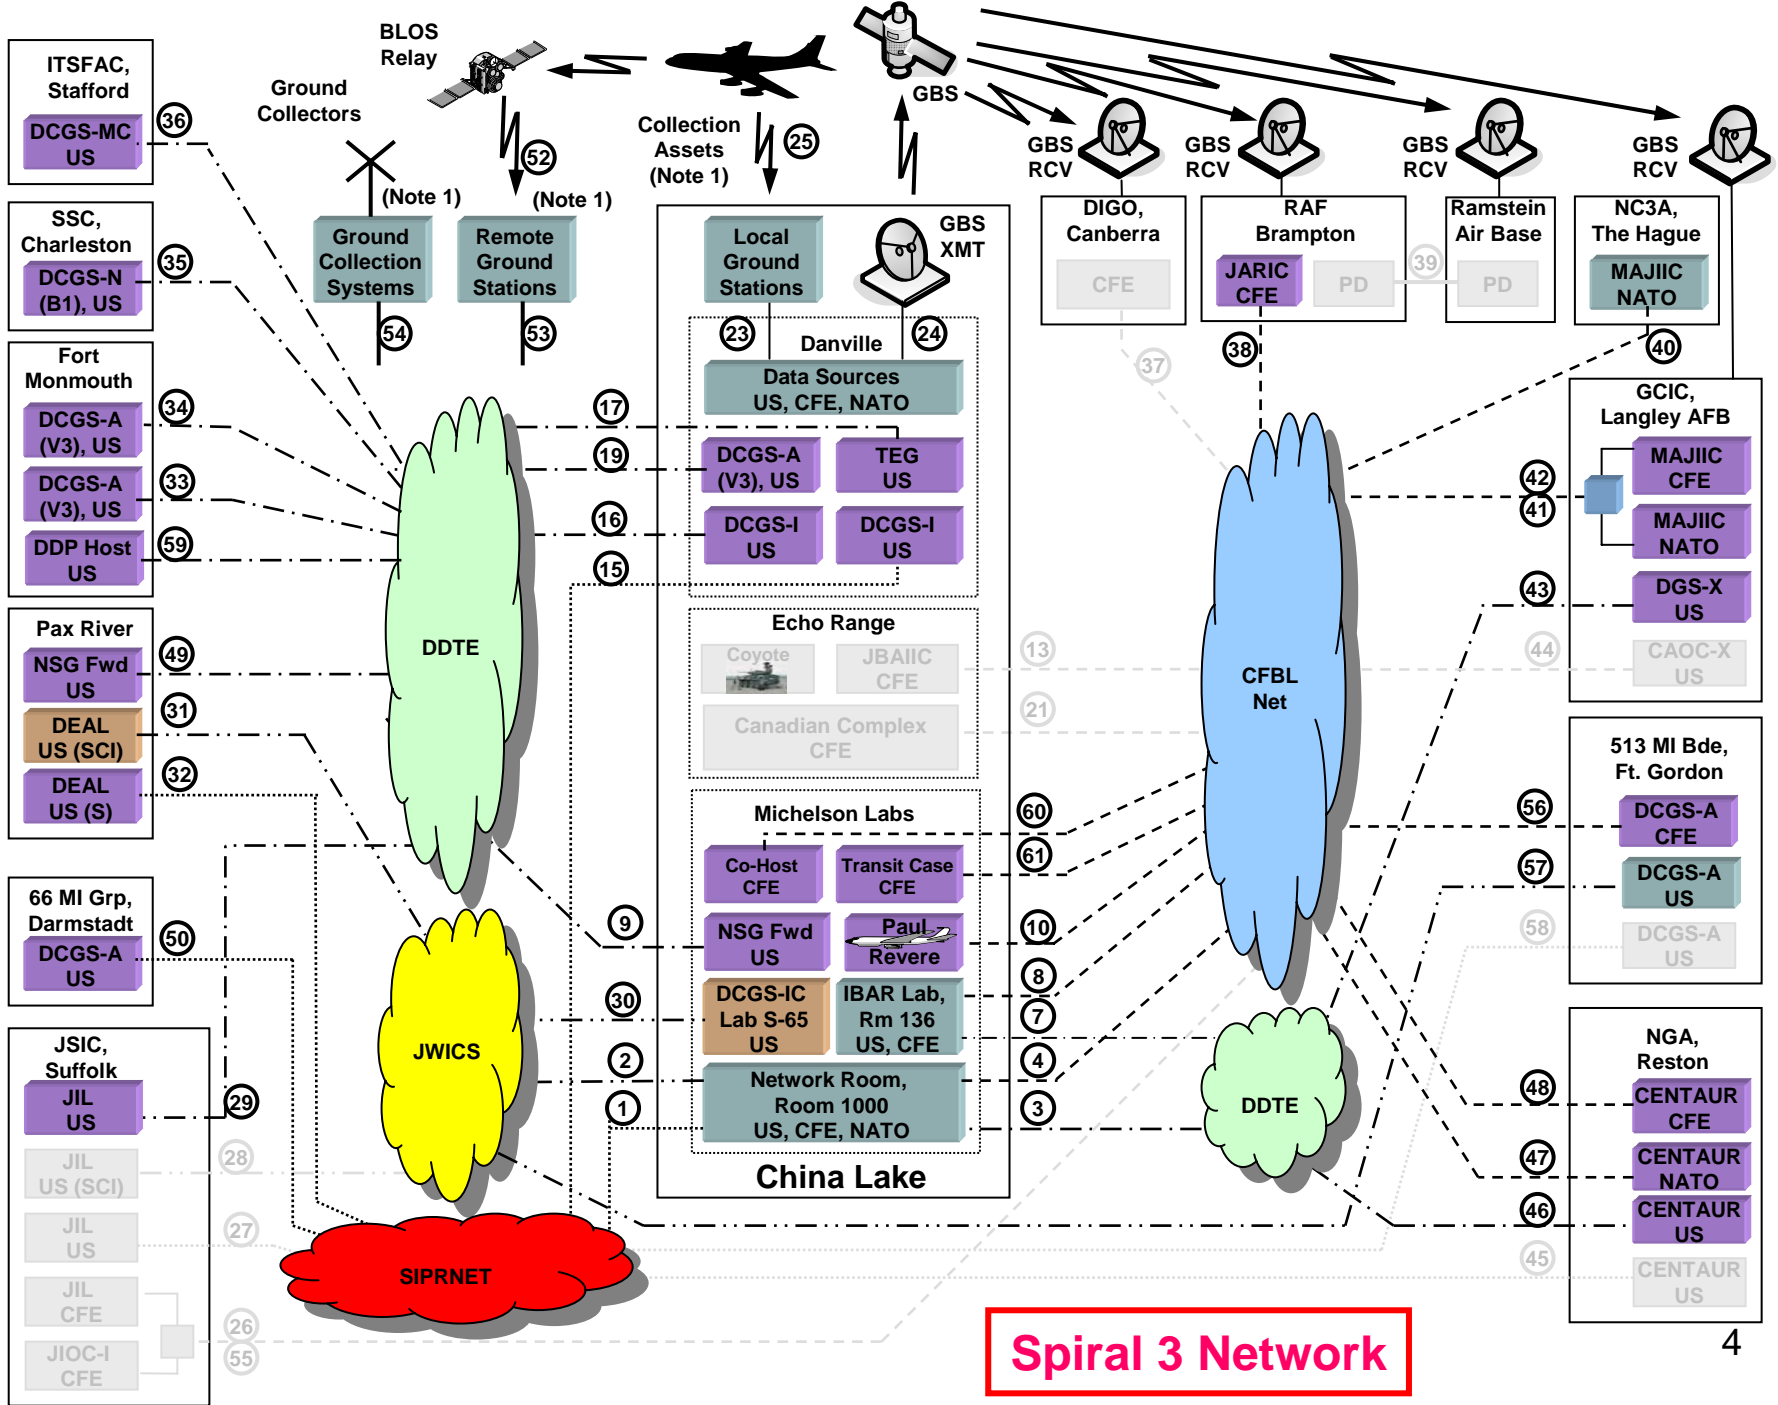 ITSFAC,
Stafford
DCGS-MC
US
36
SSC,
Charleston
DCGS-N
(B1), US
35
Fort
Monmouth
DCGS-A
(V3), US
34
DCGS-A
(V3), US
33
DDP Host
US
59
Pax River
NSG Fwd
US
49
DEAL
US (SCI)
31
DEAL
US (S)
32
66 MI Grp,
Darmstadt
DCGS-A
US
50
JSIC,
Suffolk
JIL
US
29
JIL
US (SCI)
28
JIL
US
27
JIL
CFE
JIOC-I
CFE
26
55
BLOS
Relay
Ground
Collectors
52
(Note 1)
(Note 1)
Ground
Collection
Systems
54
Remote
Ground
Stations
53
Collection
Assets
(Note 1)
25
GBS
DDTE
JWICS
SIPRNET
17
19
16
15
9
30
2
1
Local
Ground
Stations
GBS
XMT
23
24
Danville
Data Sources
US, CFE, NATO
DCGS-A
(V3), US
TEG
US
DCGS-I
US
DCGS-I
US
Echo Range
Coyote
JBAIIC
CFE
Canadian Complex
CFE
Michelson Labs
Co-Host
CFE
Transit Case
CFE
NSG Fwd
US
Paul
Revere
DCGS-IC
Lab S-65
US
IBAR Lab,
Rm 136
US, CFE
Network Room,
Room 1000
US, CFE, NATO
China Lake
13
21
60
61
10
8
7
4
3
GBS
RCV
GBS
RCV
GBS
RCV
GBS
RCV
DIGO,
Canberra
CFE
37
RAF
Brampton
JARIC
CFE
PD
38
39
Ramstein
Air Base
PD
NC3A,
The Hague
MAJIIC
NATO
40
CFBL
Net
DDTE
GCIC,
Langley AFB
MAJIIC
CFE
42
41
MAJIIC
NATO
DGS-X
US
43
CAOC-X
US
44
513 MI Bde,
Ft. Gordon
DCGS-A
CFE
56
DCGS-A
US
57
DCGS-A
US
58
NGA,
Reston
CENTAUR
CFE
48
CENTAUR
NATO
47
CENTAUR
US
46
CENTAUR
US
45
Spiral 3 Network
4